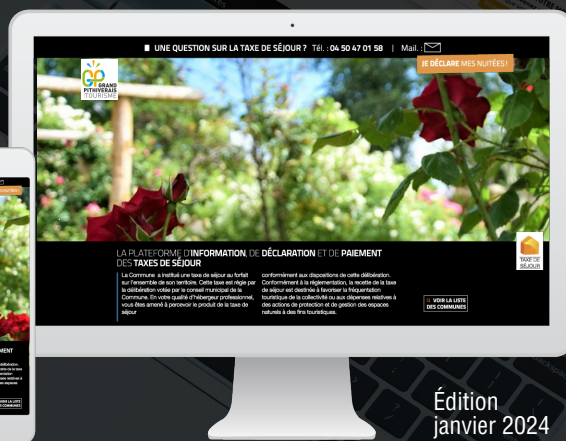 UNE QUESTION SUR LA TAXE DE SÉJOUR ? Tél. : 04 50 47 01 58 | Mail. :
JE DÉCLARE MES NUITÉES !
GP
GRAND
PITHIVERAIS
TOURISME
LA PLATEFORME D'INFORMATION, DE DÉCLARATION ET DE PAIEMENT
DES TAXES DE SÉJOUR
La Commune a institué une taxe de séjour au forfait
sur l'ensemble de son territoire. Cette taxe est régie par
la délibération votée par le conseil municipal de la
Commune. En votre qualité d'hébergeur professionnel,
vous êtes amené à percevoir le produit de la taxe de
séjour
conformément aux dispositions de cette délibération.
Conformément à la réglementation, la recette de la taxe
de séjour est destinée à favoriser la fréquentation
touristique de la collectivité ou aux dépenses relatives à
des actions de protection et de gestion des espaces
naturels à des fins touristiques.
TAXE DE
SÉJOUR
VOIR LA LISTE
DES COMMUNES
Édition
janvier 2024